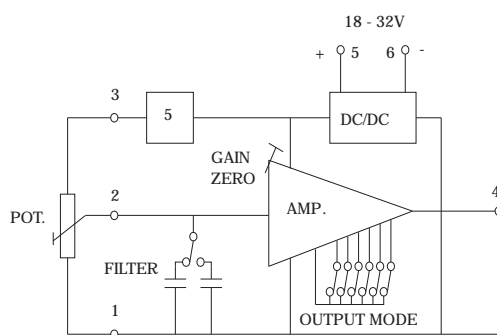 18 - 32V
+ 5 6 -
3
5
DC/DC
GAIN
ZERO
2
4
AMP.
POT.
FILTER
1
OUTPUT MODE